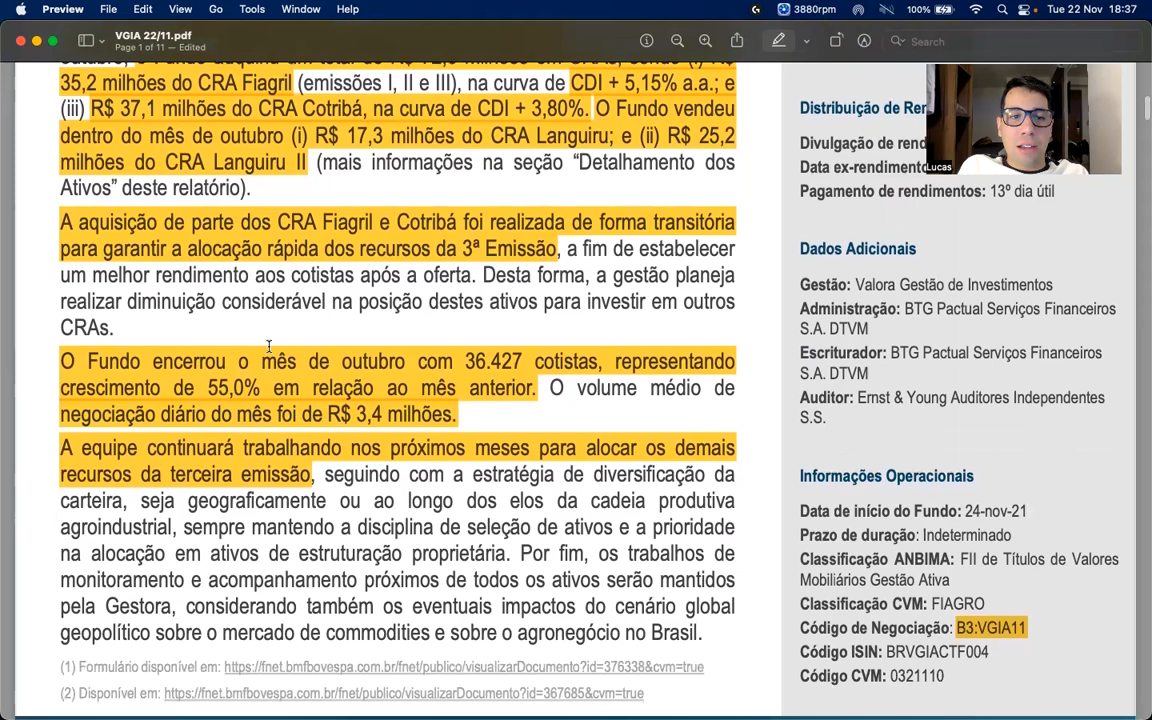 Preview File Edit View Go Tools Window Help 3880rpm 100% Tue 22 Nov 18:37
VGIA 22/11.pdf
Page 1 of 11 — Edited
Search
35,2 milhões do CRA Fiagril (emissões I, II e III), na curva de CDI + 5,15% a.a.; e
(iii) R$ 37,1 milhões do CRA Cotribá, na curva de CDI + 3,80%. O Fundo vendeu
dentro do mês de outubro (i) R$ 17,3 milhões do CRA Languiru; e (ii) R$ 25,2
milhões do CRA Languiru II (mais informações na seção “Detalhamento dos
Ativos” deste relatório).
A aquisição de parte dos CRA Fiagril e Cotribá foi realizada de forma transitória
para garantir a alocação rápida dos recursos da 3ª Emissão, a fim de estabelecer
um melhor rendimento aos cotistas após a oferta. Desta forma, a gestão planeja
realizar diminuição considerável na posição destes ativos para investir em outros
CRAs.
O Fundo encerrou o mês de outubro com 36.427 cotistas, representando
crescimento de 55,0% em relação ao mês anterior. O volume médio de
negociação diário do mês foi de R$ 3,4 milhões.
A equipe continuará trabalhando nos próximos meses para alocar os demais
recursos da terceira emissão, seguindo com a estratégia de diversificação da
carteira, seja geograficamente ou ao longo dos elos da cadeia produtiva
agroindustrial, sempre mantendo a disciplina de seleção de ativos e a prioridade
na alocação em ativos de estruturação proprietária. Por fim, os trabalhos de
monitoramento e acompanhamento próximos de todos os ativos serão mantidos
pela Gestora, considerando também os eventuais impactos do cenário global
geopolítico sobre o mercado de commodities e sobre o agronegócio no Brasil.
(1) Formulário disponível em: https://fnet.bmfbovespa.com.br/fnet/publico/visualizarDocumento?id=376338&cvm=true
(2) Disponível em: https://fnet.bmfbovespa.com.br/fnet/publico/visualizarDocumento?id=367685&cvm=true
Distribuição de Ren
Divulgação de rend
Data ex-rendimento
Pagamento de rendimentos: 13º dia útil
Lucas
Dados Adicionais
Gestão: Valora Gestão de Investimentos
Administração: BTG Pactual Serviços Financeiros
S.A. DTVM
Escriturador: BTG Pactual Serviços Financeiros
S.A. DTVM
Auditor: Ernst & Young Auditores Independentes
S.S.
Informações Operacionais
Data de início do Fundo: 24-nov-21
Prazo de duração: Indeterminado
Classificação ANBIMA: FII de Títulos de Valores
Mobiliários Gestão Ativa
Classificação CVM: FIAGRO
Código de Negociação: B3:VGIA11
Código ISIN: BRVGIACTF004
Código CVM: 0321110